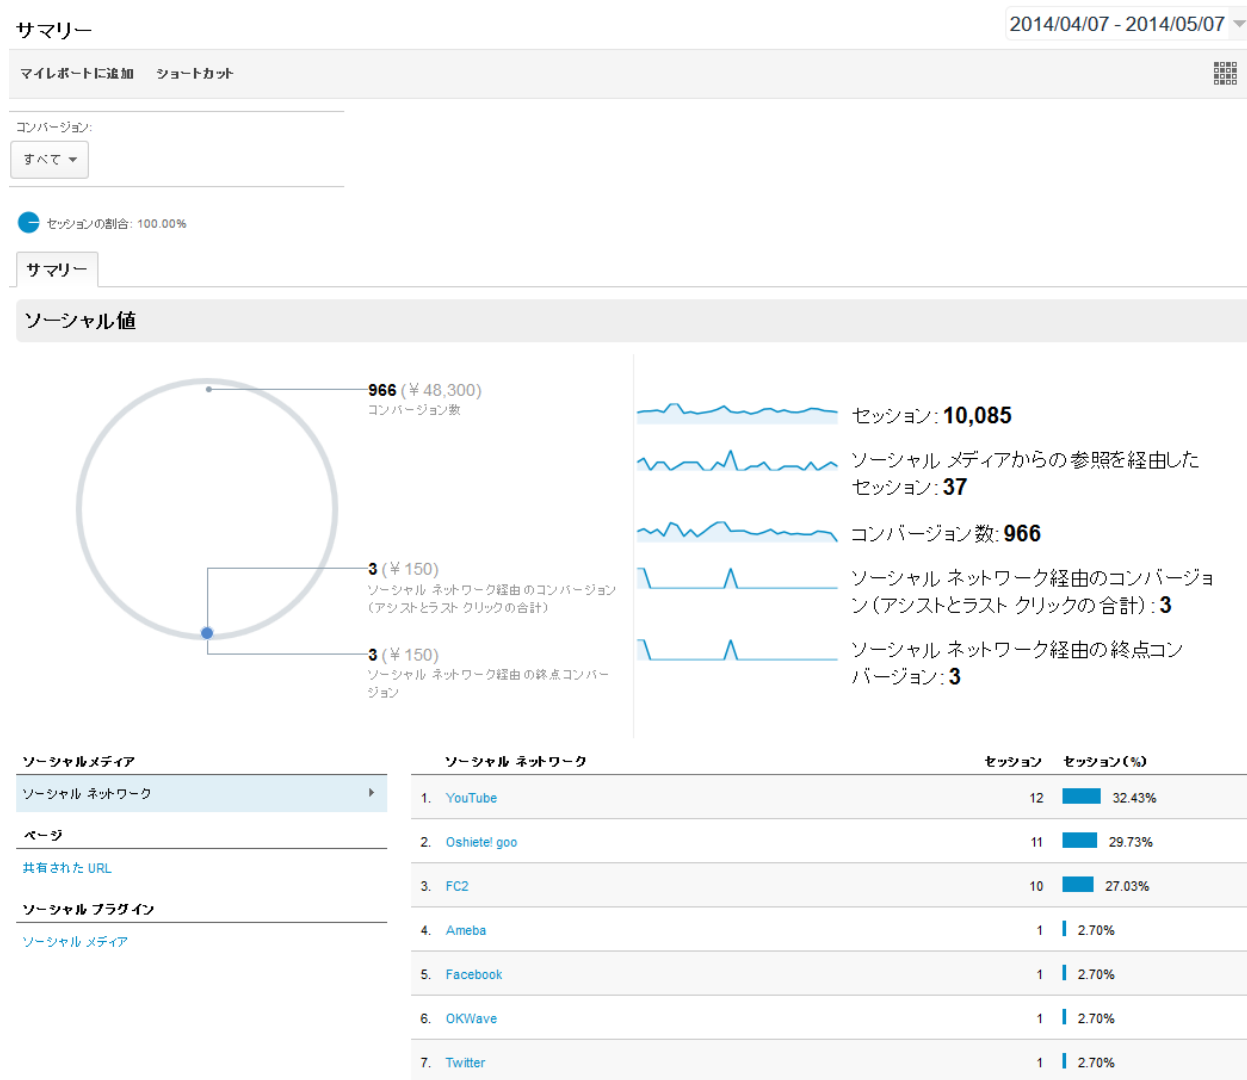 サマリー
2014/04/07 - 2014/05/07
マイレポートに追加 ショートカット
コンバージョン:
すべて
セッションの割合: 100.00%
サマリー
ソーシャル値
966 (¥ 48,300)
コンバージョン数
3 (¥ 150)
ソーシャル ネットワーク経由のコンバージョン
(アシストとラスト クリックの合計)
3 (¥ 150)
ソーシャル ネットワーク経由の終点コンバー
ジョン
セッション: 10,085
ソーシャル メディアからの参照を経由した
セッション: 37
コンバージョン数: 966
ソーシャル ネットワーク経由のコンバージョ
ン(アシストとラスト クリックの合計): 3
ソーシャル ネットワーク経由の終点コン
バージョン: 3
ソーシャルメディア
ソーシャル ネットワーク
ページ
共有された URL
ソーシャル プラグイン
ソーシャル メディア
ソーシャル ネットワーク セッション セッション(%)
1. YouTube 12 32.43%
2. Oshiete! goo 11 29.73%
3. FC2 10 27.03%
4. Ameba 1 2.70%
5. Facebook 1 2.70%
6. OKWave 1 2.70%
7. Twitter 1 2.70%